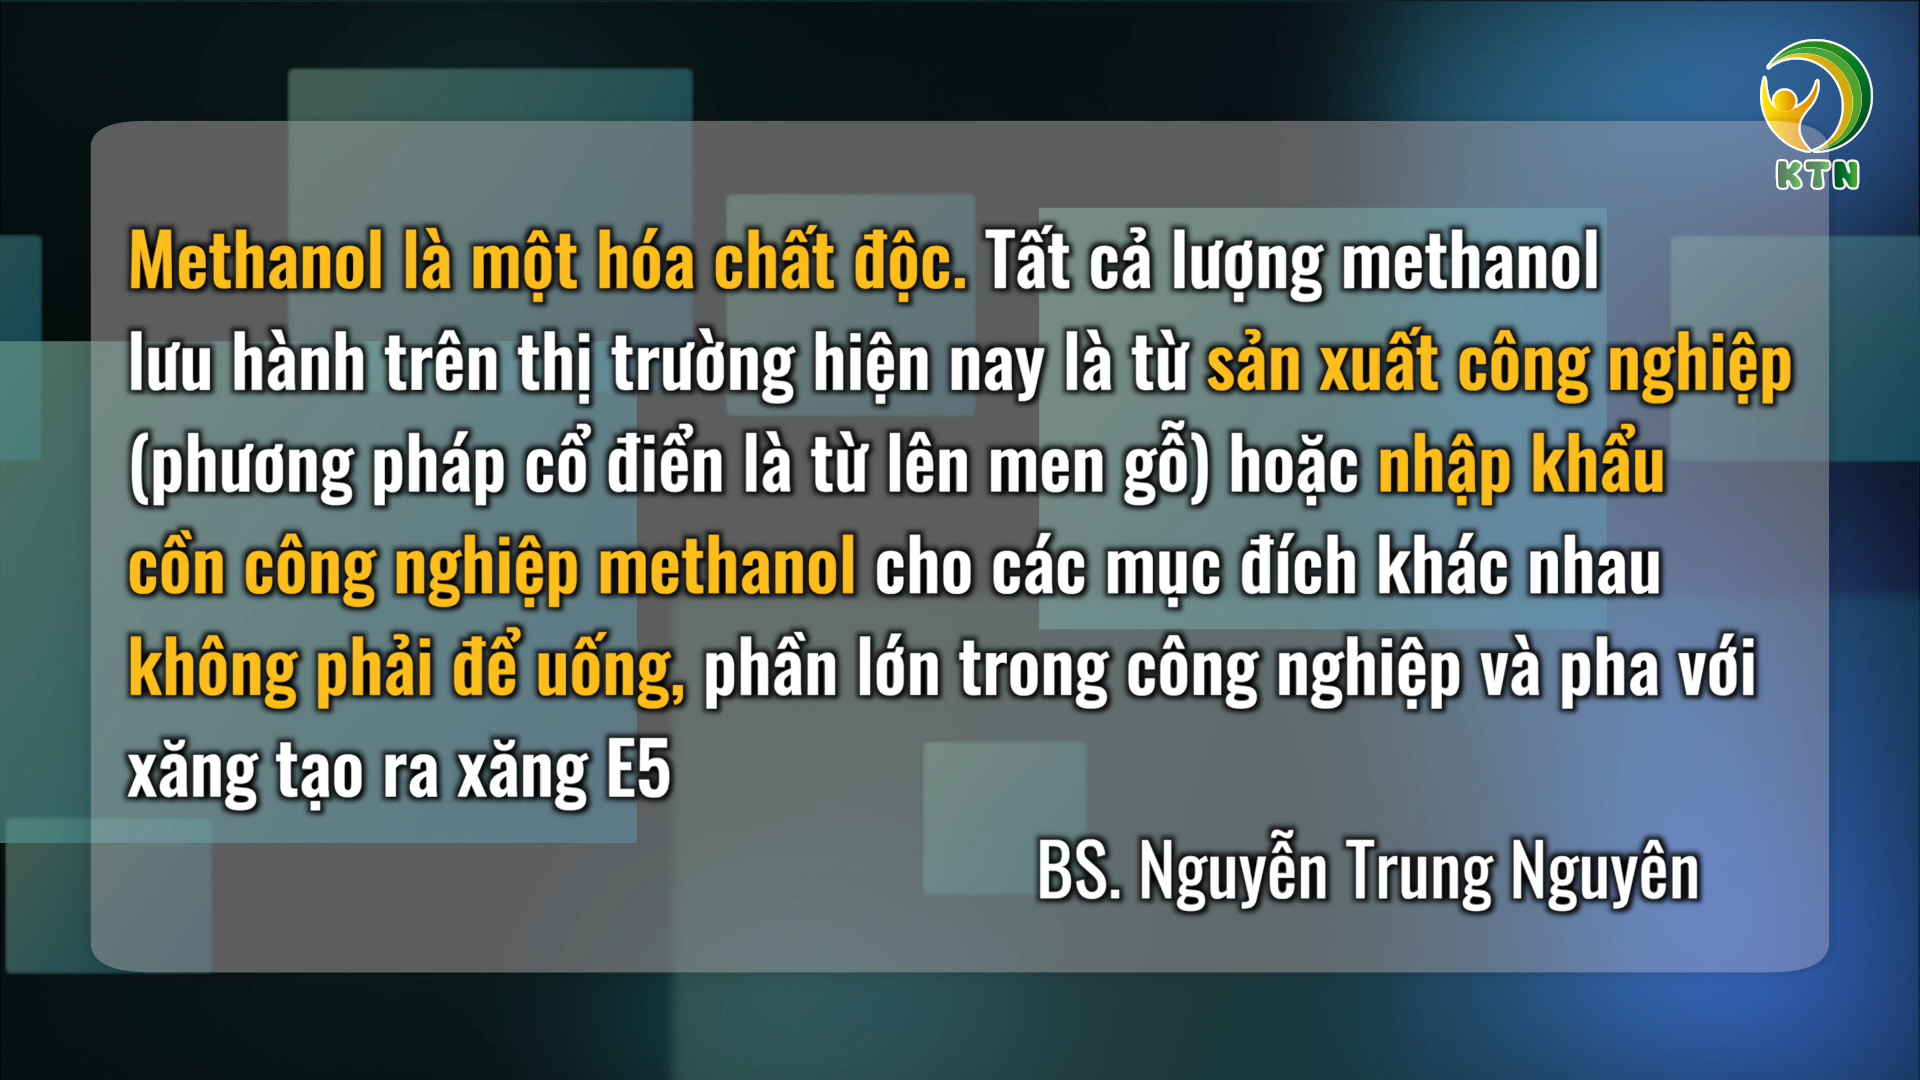 KTN
Methanol là một hóa chất độc. Tất cả lượng methanol
lưu hành trên thị trường hiện nay là từ sản xuất công nghiệp
(phương pháp cổ điển là từ lên men gỗ) hoặc nhập khẩu
cồn công nghiệp methanol cho các mục đích khác nhau
không phải để uống, phần lớn trong công nghiệp và pha với
xăng tạo ra xăng E5
BS. Nguyễn Trung Nguyên